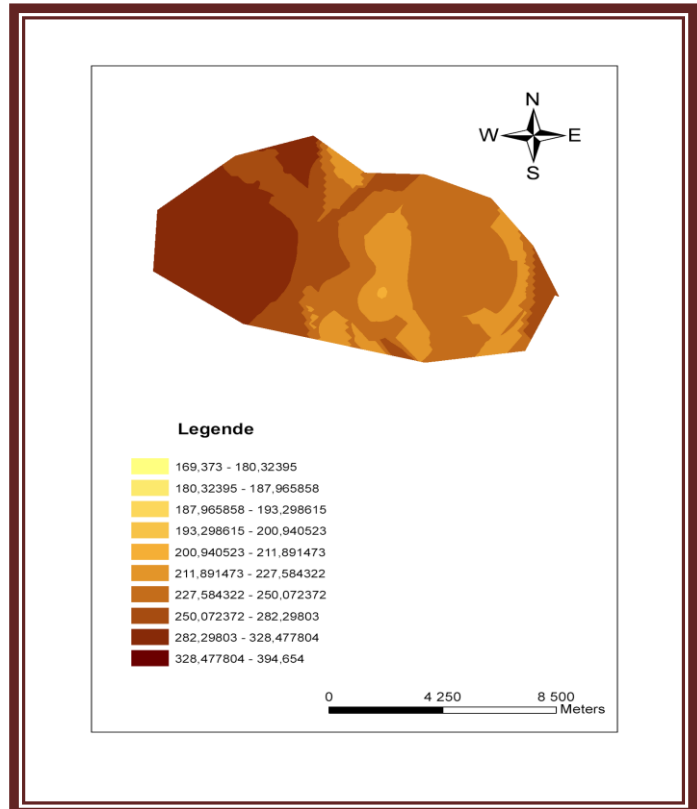 N
W E
S
Legende
169,373 - 180,32395
180,32395 - 187,965858
187,965858 - 193,298615
193,298615 - 200,940523
200,940523 - 211,891473
211,891473 - 227,584322
227,584322 - 250,072372
250,072372 - 282,29803
282,29803 - 328,477804
328,477804 - 394,654
0 4 250 8 500
Meters